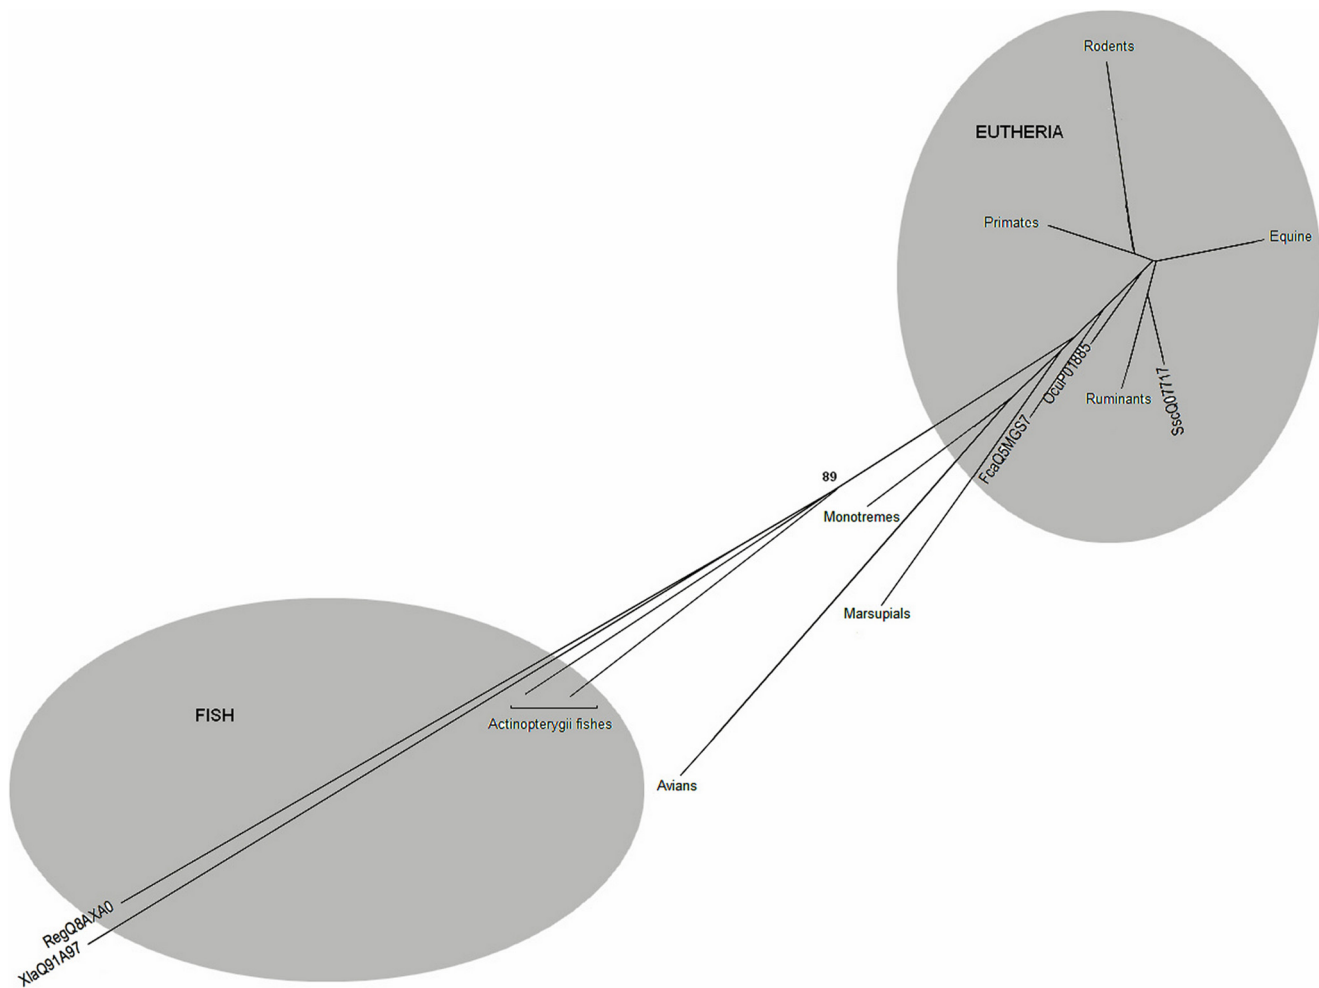 Rodents
EUTHERIA
Primates
Equine
OcuP01885
Ruminants
SscQ07717
FcaQ5MGS7
89
Monotremes
Marsupials
FISH
Actinopterygii fishes
Avians
RegQ8AXA0
XlaQ91A97